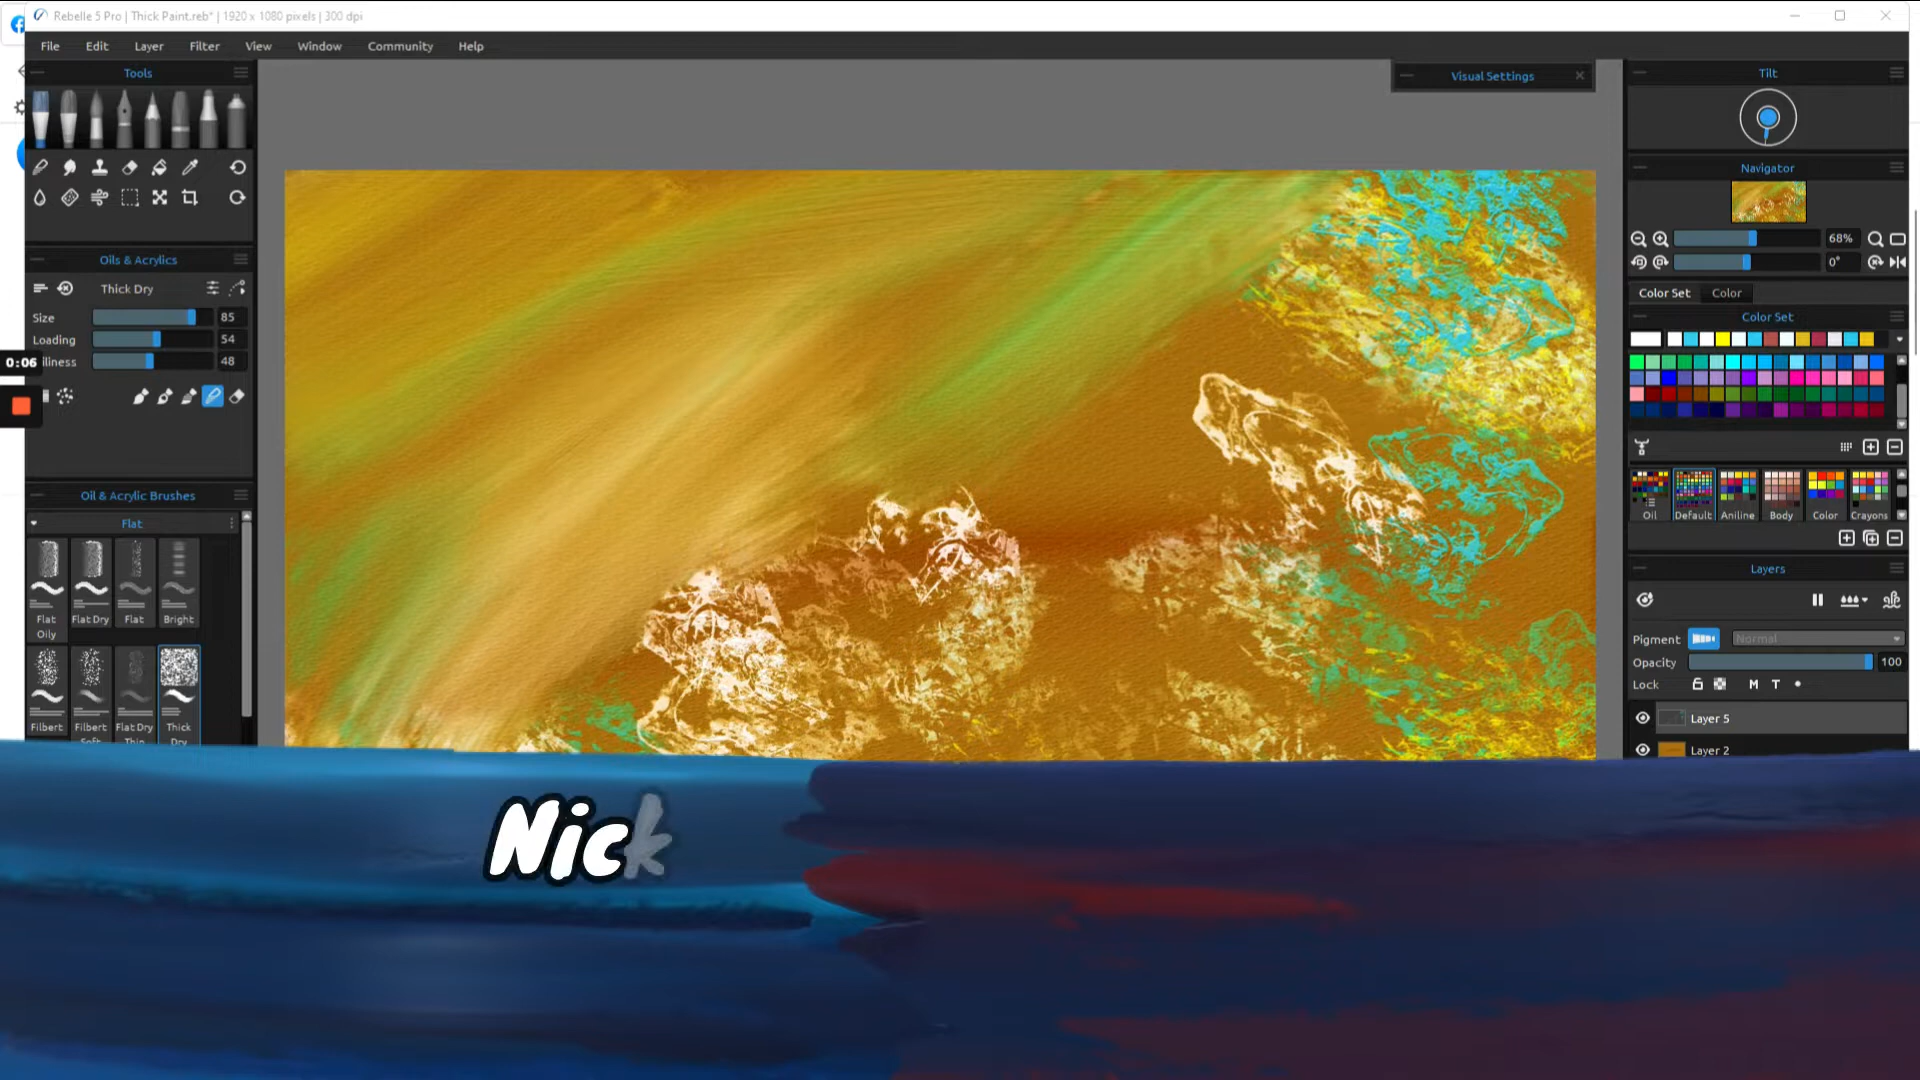 Rebelle 5 Pro | Thick Paint.reb* | 1920 x 1080 pixels | 300 dpi
File Edit Layer Filter View Window Community Help
Tools
Visual Settings
Tilt
Navigator
68%
0°
Oils & Acrylics
Thick Dry
Size 85
Loading 54
0:06
iliness 48
Color Set Color
Color Set
Oil Default Aniline Body Color Crayons
Oil & Acrylic Brushes
Flat
Flat Oily
Flat Dry
Flat
Bright
Filbert
Filbert Soft
Flat Dry Thin
Thick Dry
Layers
Pigment Normal
Opacity 100
Lock M T
Layer 5
Layer 2
Nick